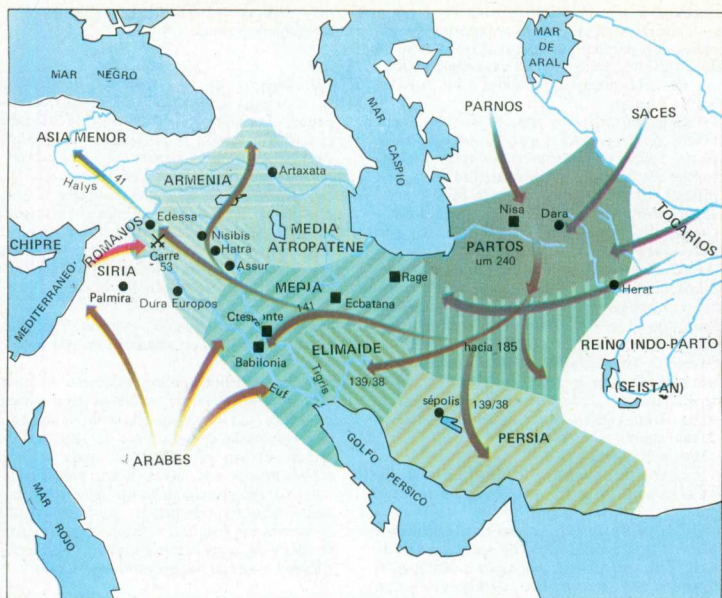 MAR
DE
ARAL
MAR NEGRO
MAR
CASPIO
PARNOS
SACES
ASIA MENOR
41
Halys
ARMENIA
Artaxata
Nisa
Dara
TOCARIOS
Edessa
Nisibis
Hatra
Assur
MEDIA
ATROPATENE
PARTOS
um 240
CHIPRE
ROMANOS
Carre
53
SIRIA
Palmira
MEDITERRANEO
Dura Europos
MEDIA
141
Ecbatana
Rage
Herat
Babilonia
ELIMAIDE
hacia 185
REINO INDO-PARTO
(SEISTAN)
Tigris
139/38
Euf
sépolis
139/38
PERSIA
ARABES
GOLFO
PERSICO
MAR ROJO